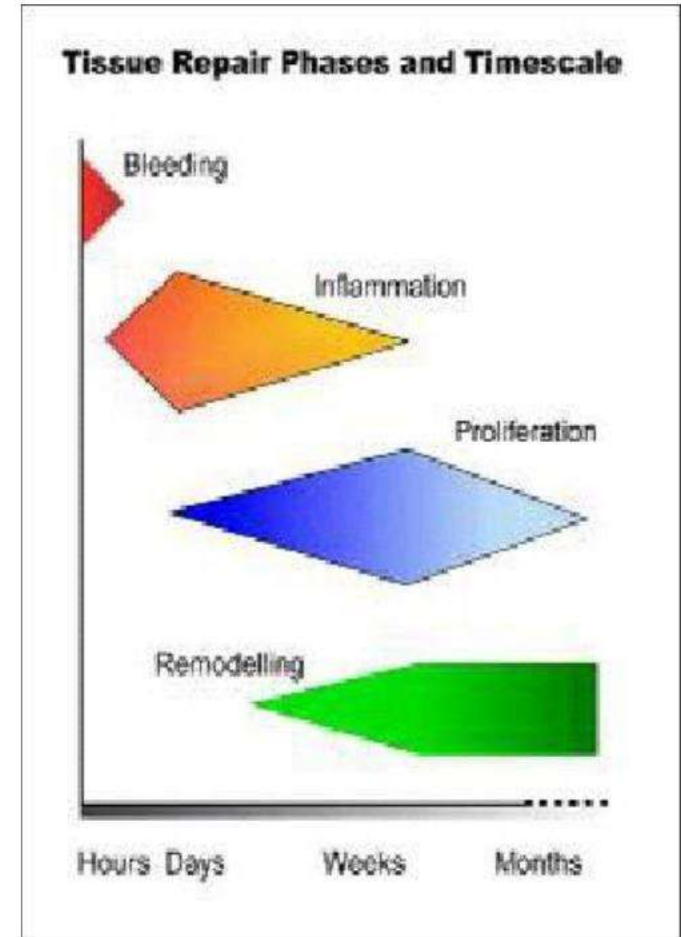 Tissue Repair Phases and Timescale
Bleeding
Inflammation
Proliferation
Remodelling
Hours Days Weeks Months